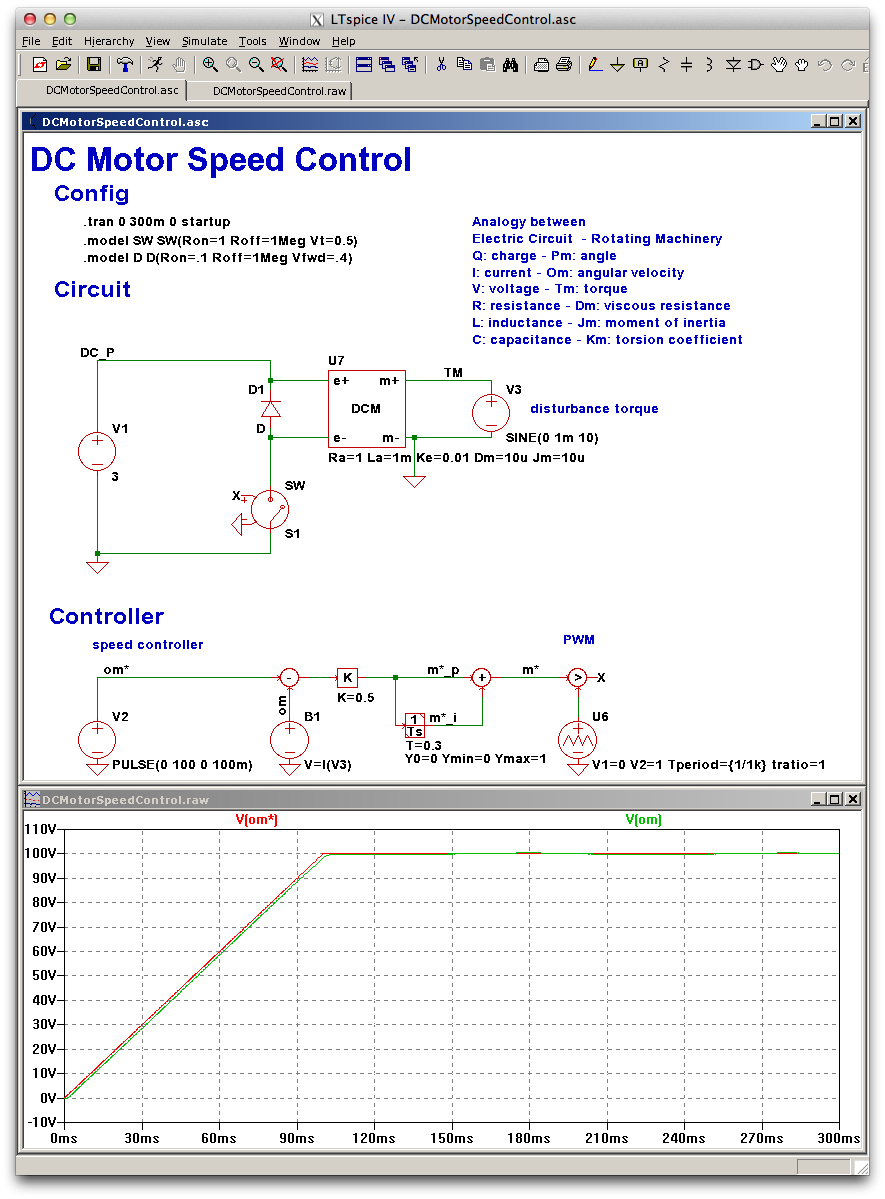 LTspice IV – DCMotorSpeedControl.asc
File Edit Hierarchy View Simulate Tools Window Help
DCMotorSpeedControl.asc DCMotorSpeedControl.raw
DCMotorSpeedControl.asc
DC Motor Speed Control
Config
.tran 0 300m 0 startup
.model SW SW(Ron=1 Roff=1Meg Vt=0.5)
.model D D(Ron=.1 Roff=1Meg Vfwd=.4)
Analogy between
Electric Circuit - Rotating Machinery
Q: charge - Pm: angle
I: current - Om: angular velocity
V: voltage - Tm: torque
R: resistance - Dm: viscous resistance
L: inductance - Jm: moment of inertia
C: capacitance - Km: torsion coefficient
Circuit
DC_P
U7
e+ m+
TM
D1
DCM
V3
disturbance torque
V1
D
e- m-
SINE(0 1m 10)
Ra=1 La=1m Ke=0.01 Dm=10u Jm=10u
3
SW
X
S1
Controller
speed controller
PWM
om*
-
K
m*_p
+
m*
>
X
K=0.5
om
V2
B1
1
Ts
m*_i
U6
T=0.3
Y0=0 Ymin=0 Ymax=1
PULSE(0 100 0 100m)
V=I(V3)
V1=0 V2=1 Tperiod={1/1k} tratio=1
DCMotorSpeedControl.raw
V(om*) V(om)
110V
100V
90V
80V
70V
60V
50V
40V
30V
20V
10V
0V
-10V
0ms 30ms 60ms 90ms 120ms 150ms 180ms 210ms 240ms 270ms 300ms